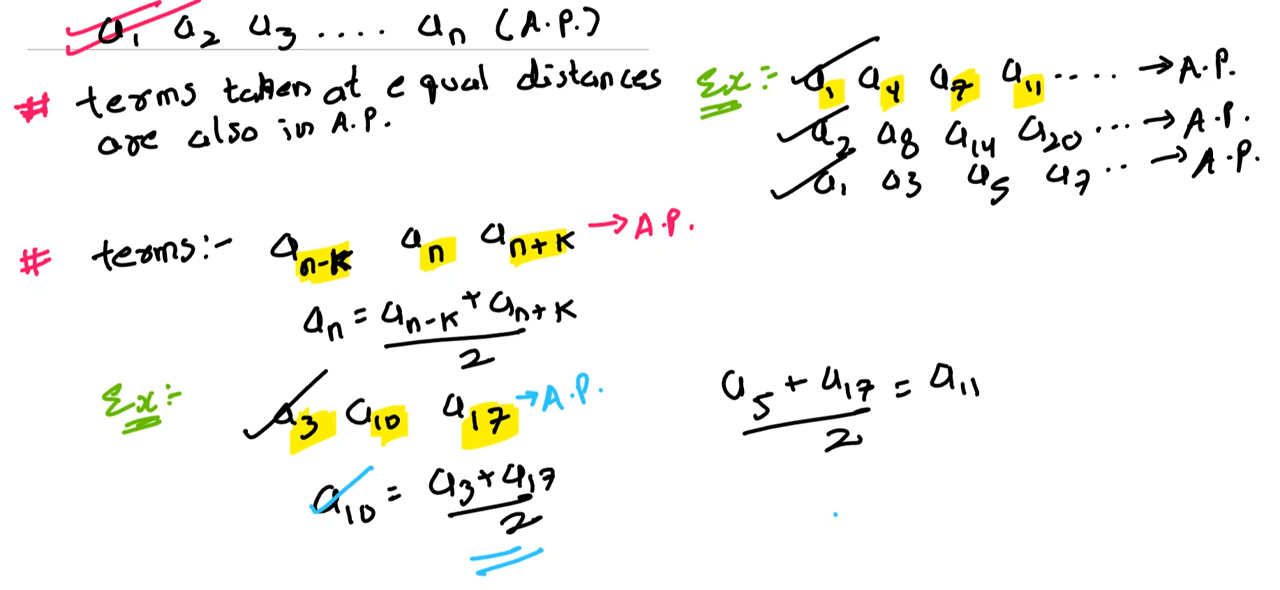 a₁ a₂ a₃ .... aₙ (A.P.)
# terms taken at equal distances
are also in A.P.
Ex:- a₁ a₄ a₇ a₁₁ .... → A.P.
a₂ a₈ a₁₄ a₂₀ ... → A.P.
a₁ a₃ a₅ a₇ .. → A.P.
# terms:- aₙ₋ₖ aₙ aₙ₊ₖ → A.P.
aₙ = (aₙ₋ₖ + aₙ₊ₖ)/2
Ex:- a₃ a₁₀ a₁₇ → A.P.
a₁₀ = (a₃ + a₁₇)/2
(a₅ + a₁₇)/2 = a₁₁